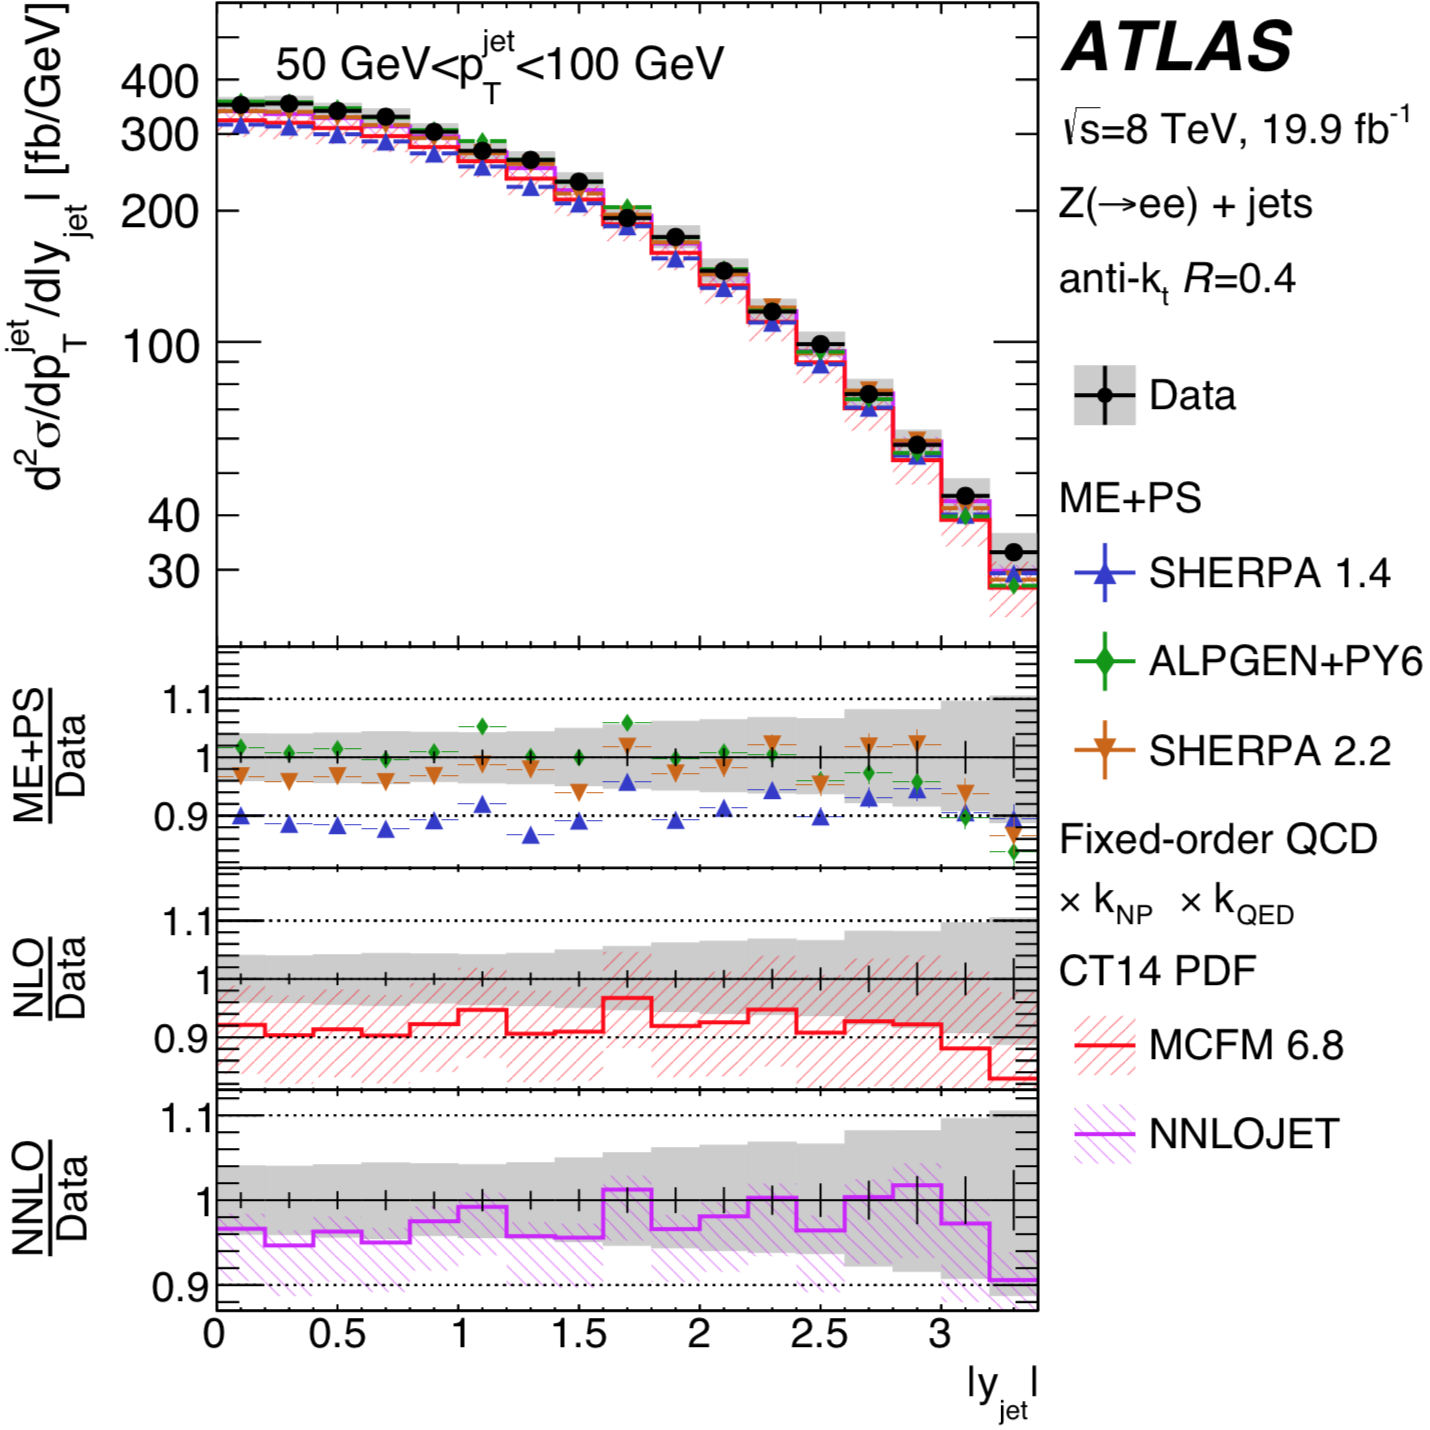 50 GeV<p_T^jet<100 GeV
d²σ/dp_T^jet/d|y_jet| [fb/GeV]
400
300
200
100
40
30
ME+PS
Data
1.1
1
0.9
NLO
Data
1.1
1
0.9
NNLO
Data
1.1
1
0.9
0 0.5 1 1.5 2 2.5 3
|y_jet|
ATLAS
√s=8 TeV, 19.9 fb⁻¹
Z(→ee) + jets
anti-k_t R=0.4
Data
ME+PS
SHERPA 1.4
ALPGEN+PY6
SHERPA 2.2
Fixed-order QCD
× k_NP × k_QED
CT14 PDF
MCFM 6.8
NNLOJET